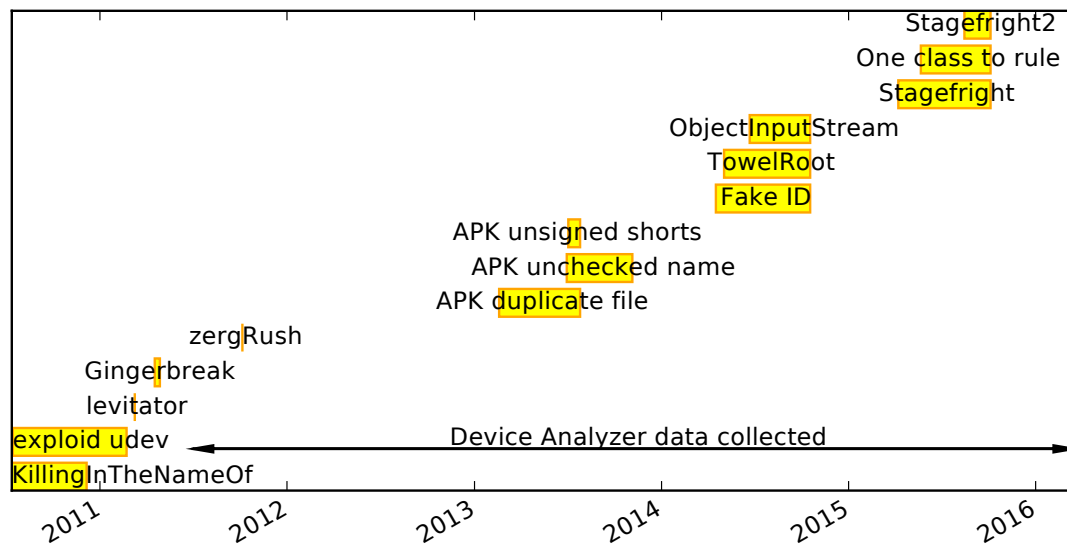 Stagefright2
One class to rule
Stagefright
ObjectInputStream
TowelRoot
Fake ID
APK unsigned shorts
APK unchecked name
APK duplicate file
zergRush
Gingerbreak
levitator
exploid udev
Device Analyzer data collected
KillingInTheNameOf
2011
2012
2013
2014
2015
2016